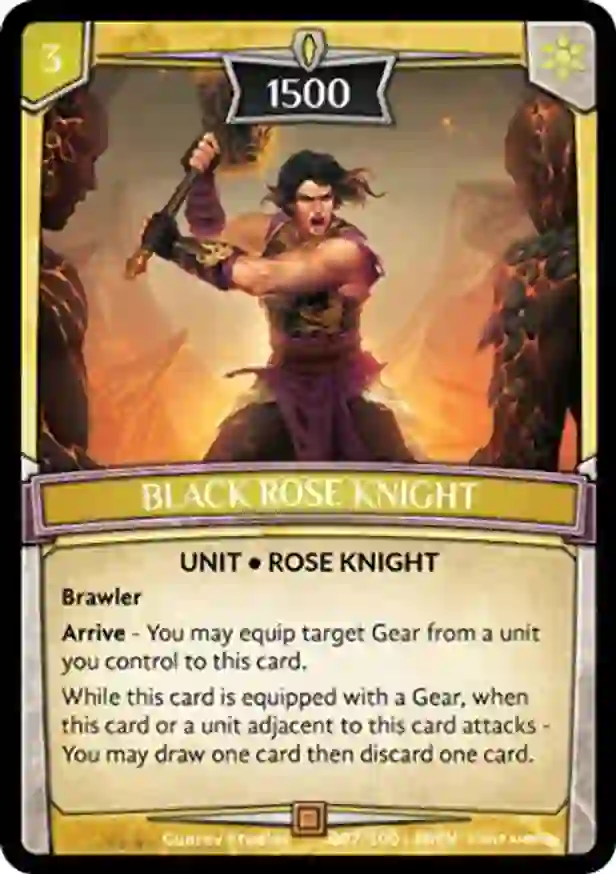 3
1500
BLACK ROSE KNIGHT
UNIT • ROSE KNIGHT
Brawler
Arrive - You may equip target Gear from a unit
you control to this card.
While this card is equipped with a Gear, when
this card or a unit adjacent to this card attacks -
You may draw one card then discard one card.